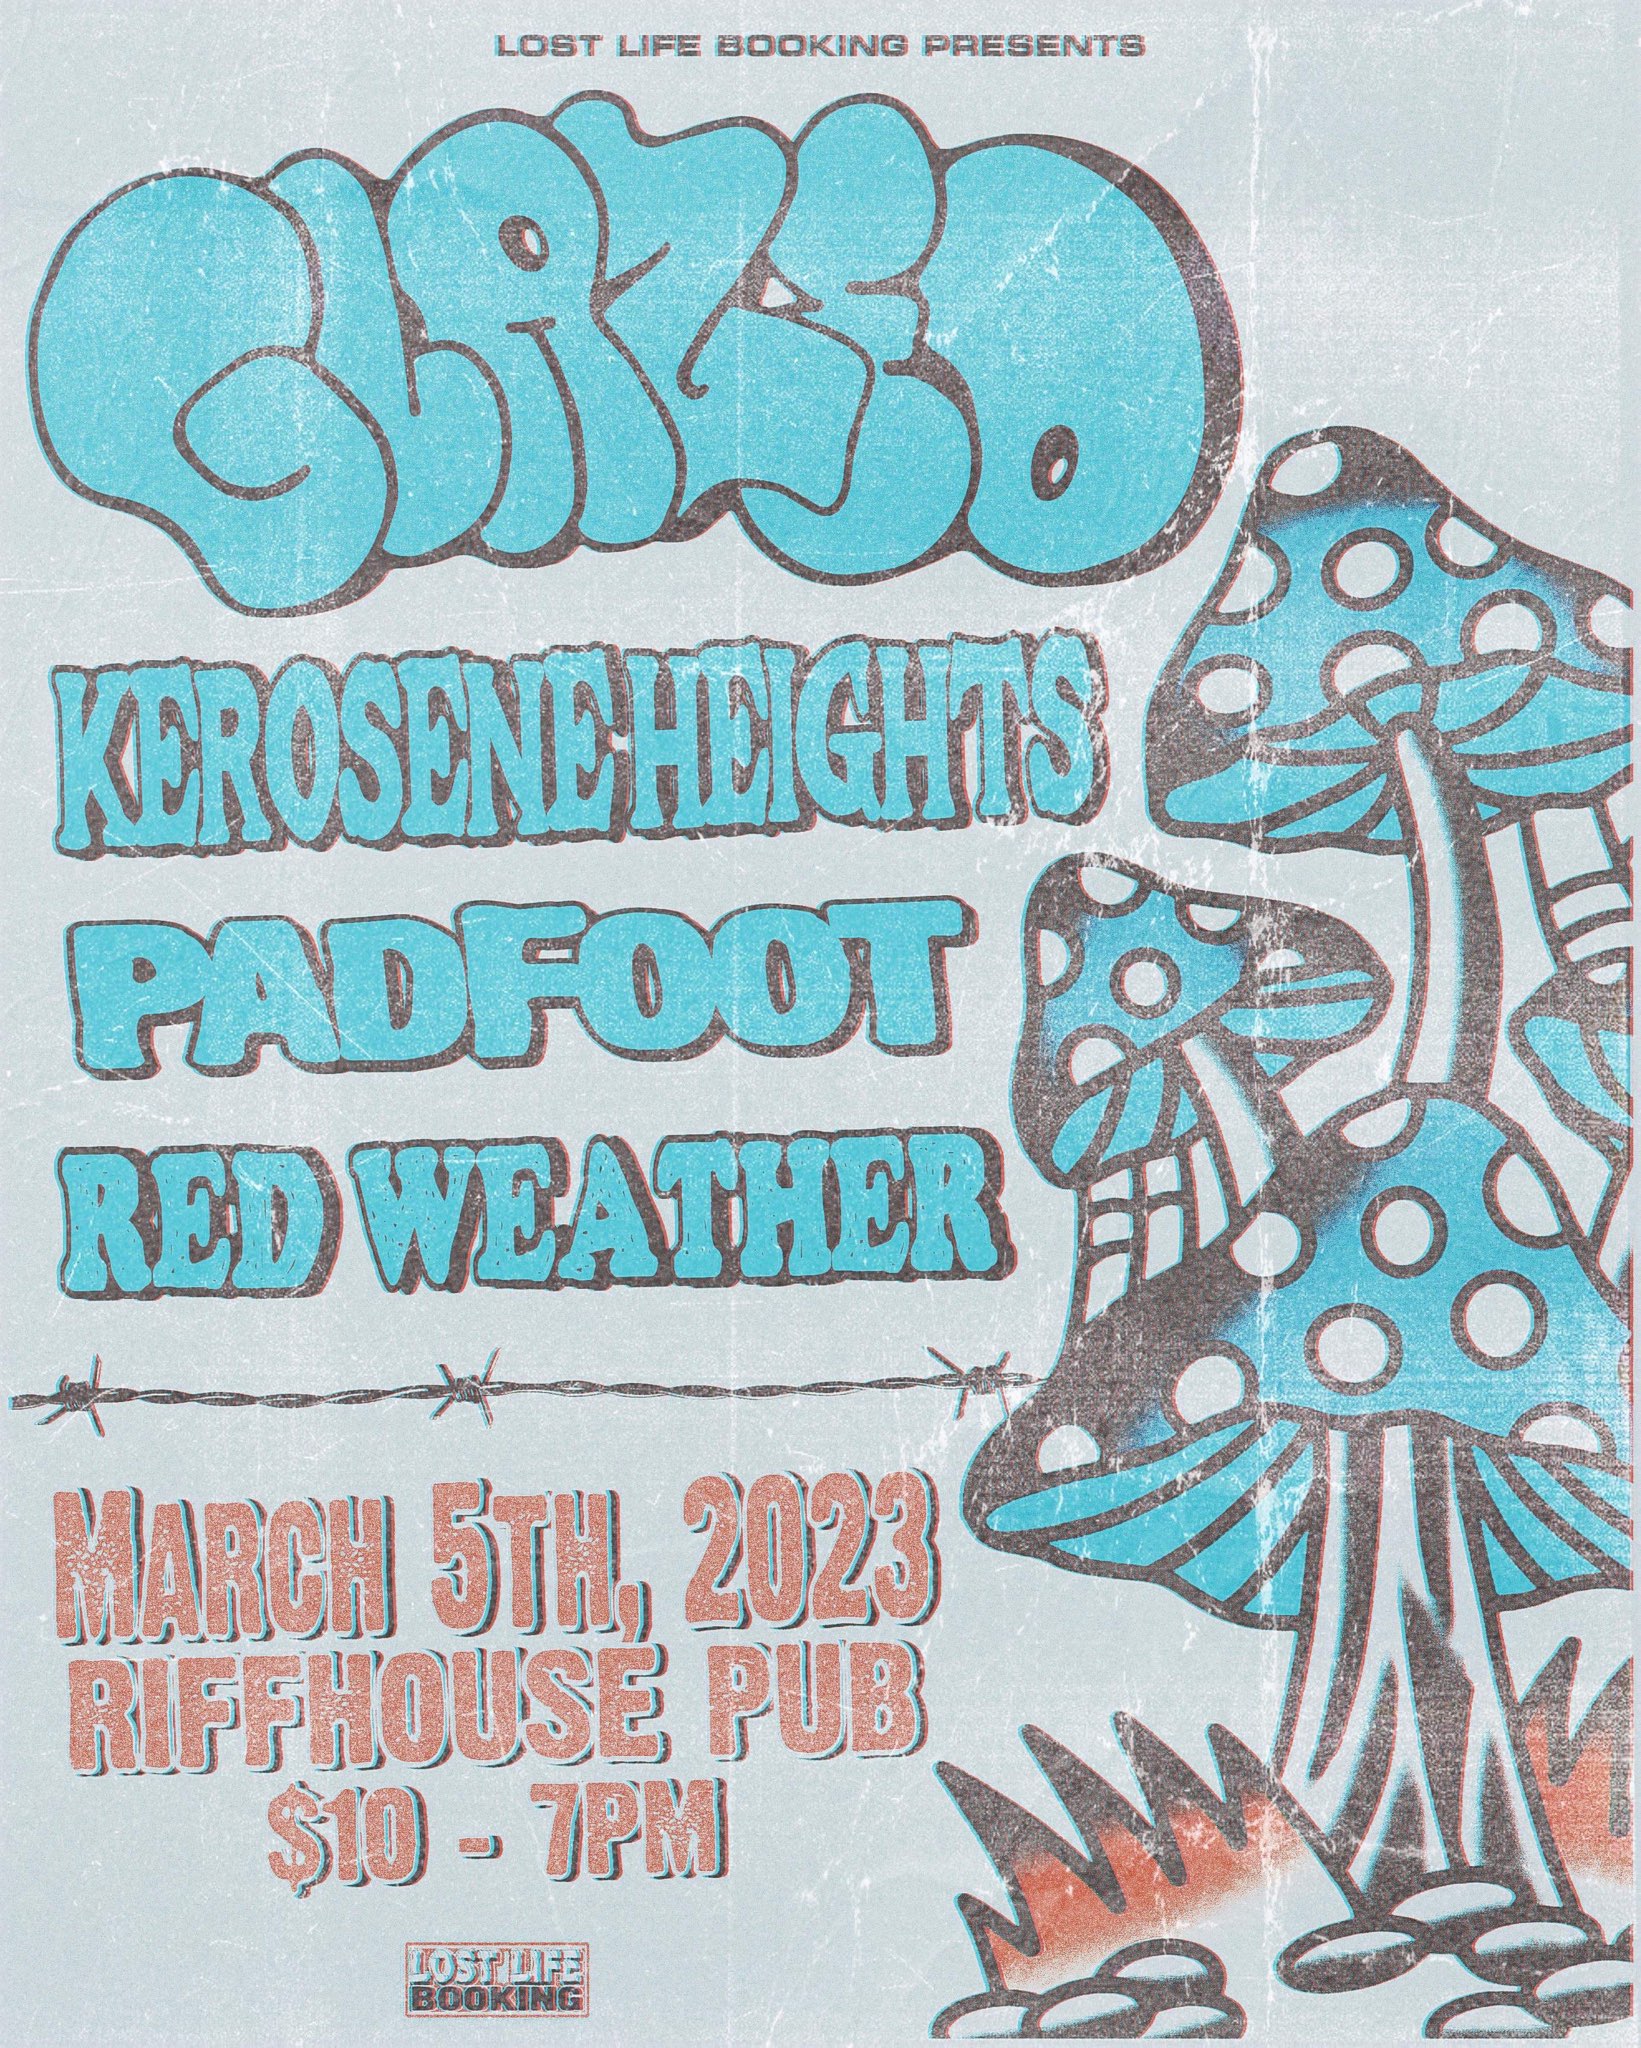 LOST LIFE BOOKING PRESENTS
GLAZED
KEROSENE HEIGHTS
PADFOOT
RED WEATHER
MARCH 5TH, 2023
RIFFHOUSE PUB
$10 - 7PM
LOST LIFE
BOOKING